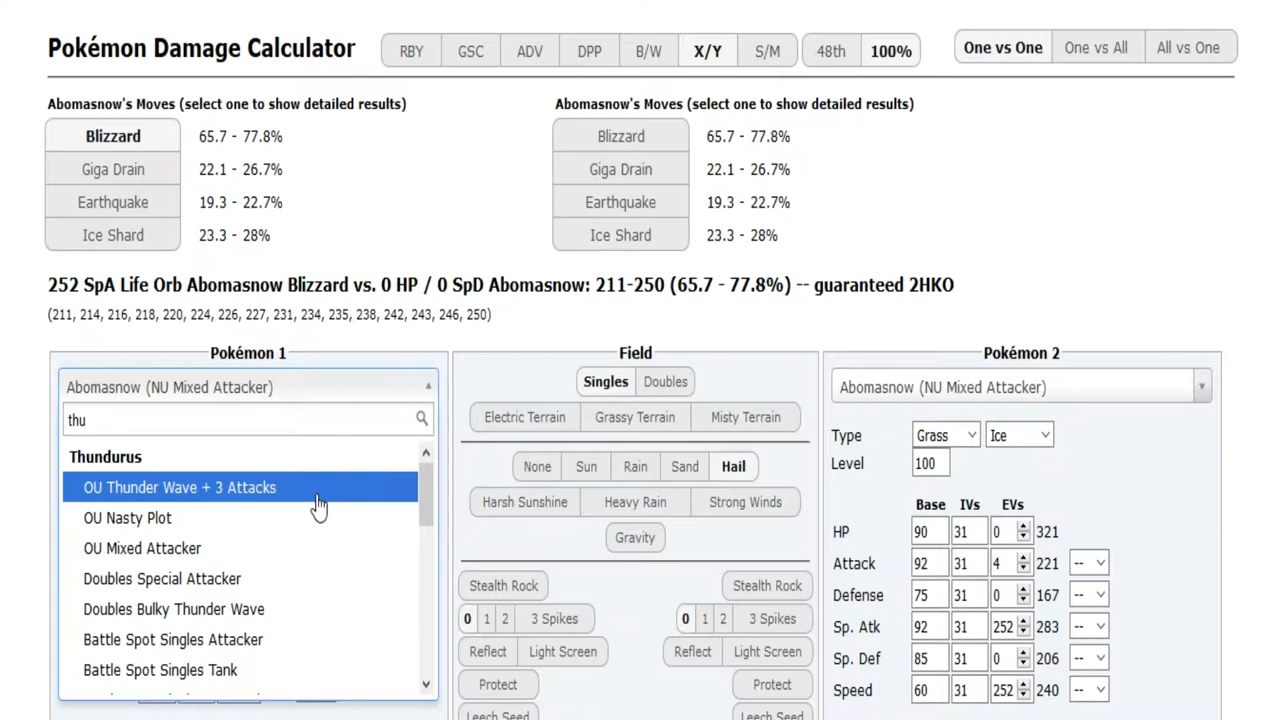 Pokémon Damage Calculator
RBY GSC ADV DPP B/W X/Y S/M 48th 100% One vs One One vs All All vs One
Abomasnow's Moves (select one to show detailed results) Abomasnow's Moves (select one to show detailed results)
Blizzard 65.7 - 77.8% Blizzard 65.7 - 77.8%
Giga Drain 22.1 - 26.7% Giga Drain 22.1 - 26.7%
Earthquake 19.3 - 22.7% Earthquake 19.3 - 22.7%
Ice Shard 23.3 - 28% Ice Shard 23.3 - 28%
252 SpA Life Orb Abomasnow Blizzard vs. 0 HP / 0 SpD Abomasnow: 211-250 (65.7 - 77.8%) -- guaranteed 2HKO
(211, 214, 216, 218, 220, 224, 226, 227, 231, 234, 235, 238, 242, 243, 246, 250)
Pokémon 1
Abomasnow (NU Mixed Attacker)
thu
Thundurus
OU Thunder Wave + 3 Attacks
OU Nasty Plot
OU Mixed Attacker
Doubles Special Attacker
Doubles Bulky Thunder Wave
Battle Spot Singles Attacker
Battle Spot Singles Tank
Field
Singles Doubles
Electric Terrain Grassy Terrain Misty Terrain
None Sun Rain Sand Hail
Harsh Sunshine Heavy Rain Strong Winds
Gravity
Stealth Rock Stealth Rock
0 1 2 3 Spikes 0 1 2 3 Spikes
Reflect Light Screen Reflect Light Screen
Protect Protect
Leech Seed Leech Seed
Pokémon 2
Abomasnow (NU Mixed Attacker)
Type Grass Ice
Level 100
Base IVs EVs
HP 90 31 0 321
Attack 92 31 4 221 --
Defense 75 31 0 167 --
Sp. Atk 92 31 252 283 --
Sp. Def 85 31 0 206 --
Speed 60 31 252 240 --